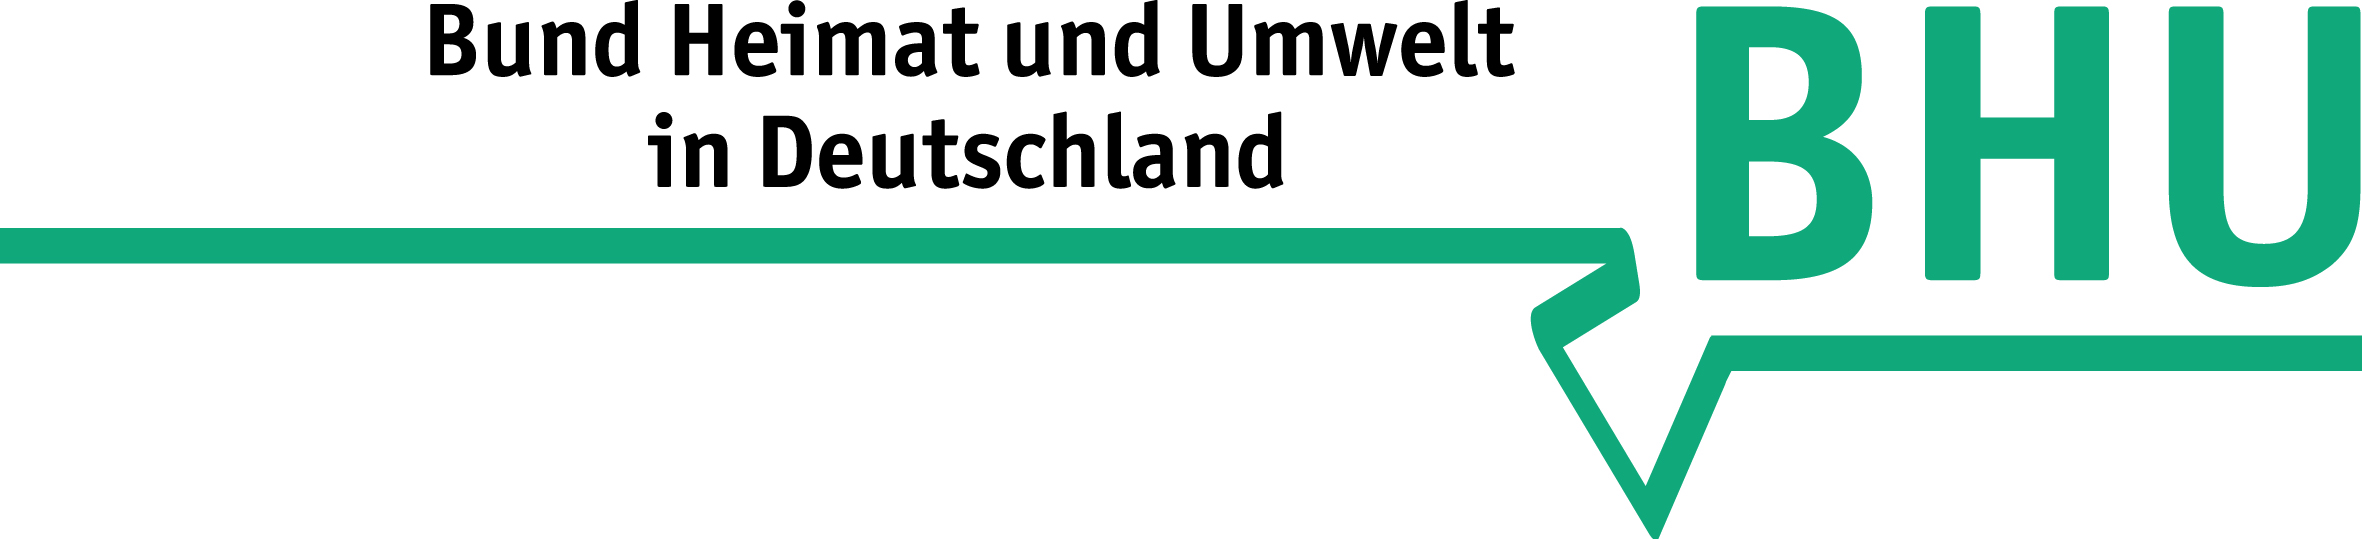 Bund Heimat und Umwelt
in Deutschland
BHU